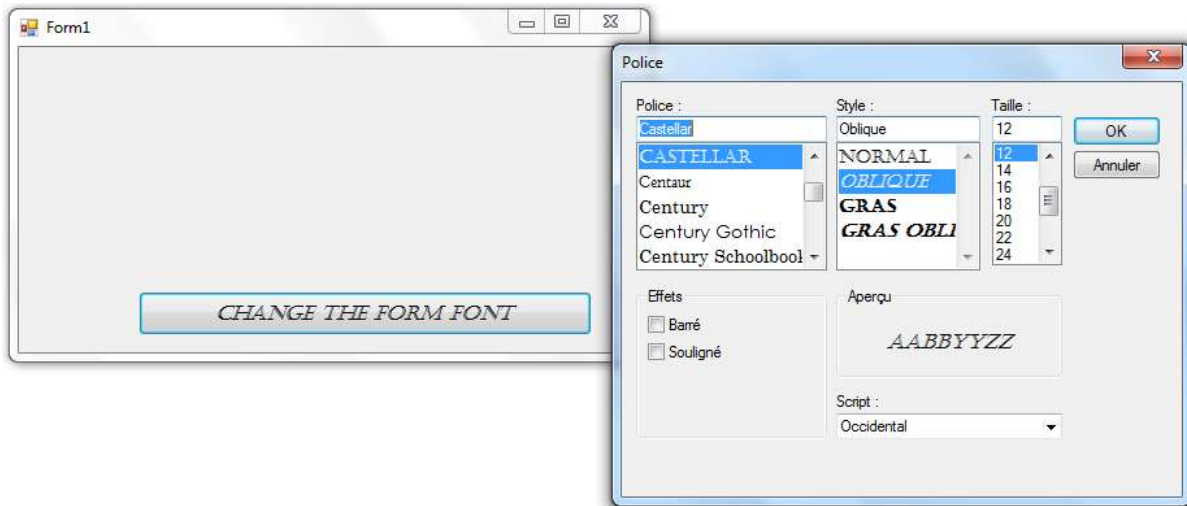 Form1
CHANGE THE FORM FONT
Police
Police :
Castellar
CASTELLAR
Centaur
Century
Century Gothic
Century Schoolbook
Style :
Oblique
NORMAL
OBLIQUE
GRAS
GRAS OBLI
Taille :
12
12
14
16
18
20
22
24
OK
Annuler
Effets
Barré
Souligné
Aperçu
AABBYYZZ
Script :
Occidental